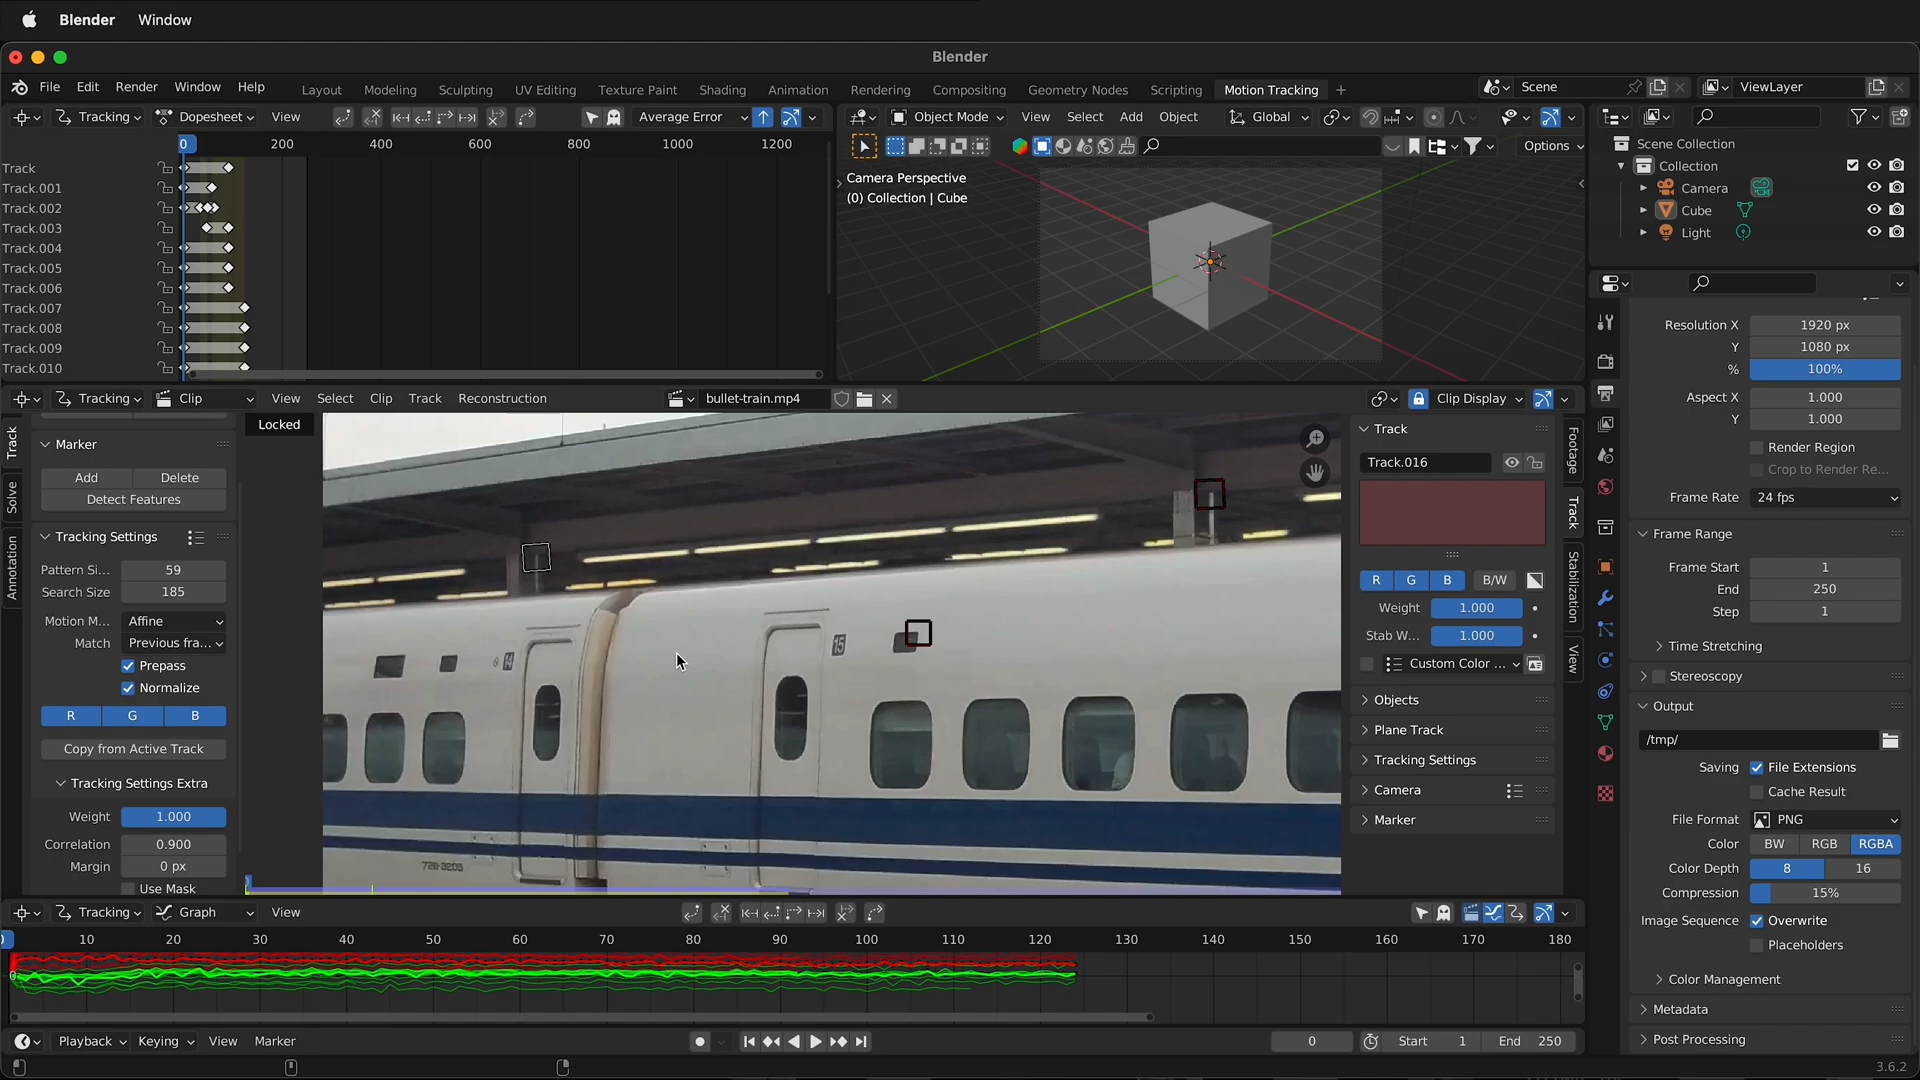 Blender Window
Blender
File Edit Render Window Help Layout Modeling Sculpting UV Editing Texture Paint Shading Animation Rendering Compositing Geometry Nodes Scripting Motion Tracking + Scene ViewLayer
Tracking Dopesheet View Average Error
0 200 400 600 800 1000 1200
Track
Track.001
Track.002
Track.003
Track.004
Track.005
Track.006
Track.007
Track.008
Track.009
Track.010
Object Mode View Select Add Object Global
Options
Camera Perspective
(0) Collection | Cube
Scene Collection
Collection
Camera
Cube
Light
Tracking Clip View Select Clip Track Reconstruction bullet-train.mp4 Clip Display
Track
Solve
Annotation
Marker
Add Delete
Detect Features
Tracking Settings
Pattern Si... 59
Search Size 185
Motion M... Affine
Match Previous fra...
Prepass
Normalize
R G B
Copy from Active Track
Tracking Settings Extra
Weight 1.000
Correlation 0.900
Margin 0 px
Use Mask
Locked
14
15
Track
Track.016
R G B B/W
Weight 1.000
Stab W... 1.000
Custom Color ...
Objects
Plane Track
Tracking Settings
Camera
Marker
Footage
Track
Stabilization
View
Resolution X 1920 px
Y 1080 px
% 100%
Aspect X 1.000
Y 1.000
Render Region
Crop to Render Re...
Frame Rate 24 fps
Frame Range
Frame Start 1
End 250
Step 1
Time Stretching
Stereoscopy
Output
/tmp/
Saving File Extensions
Cache Result
File Format PNG
Color BW RGB RGBA
Color Depth 8 16
Compression 15%
Image Sequence Overwrite
Placeholders
Color Management
Metadata
Post Processing
Tracking Graph View
0 10 20 30 40 50 60 70 80 90 100 110 120 130 140 150 160 170 180
0
Playback Keying View Marker 0 Start 1 End 250
3.6.2